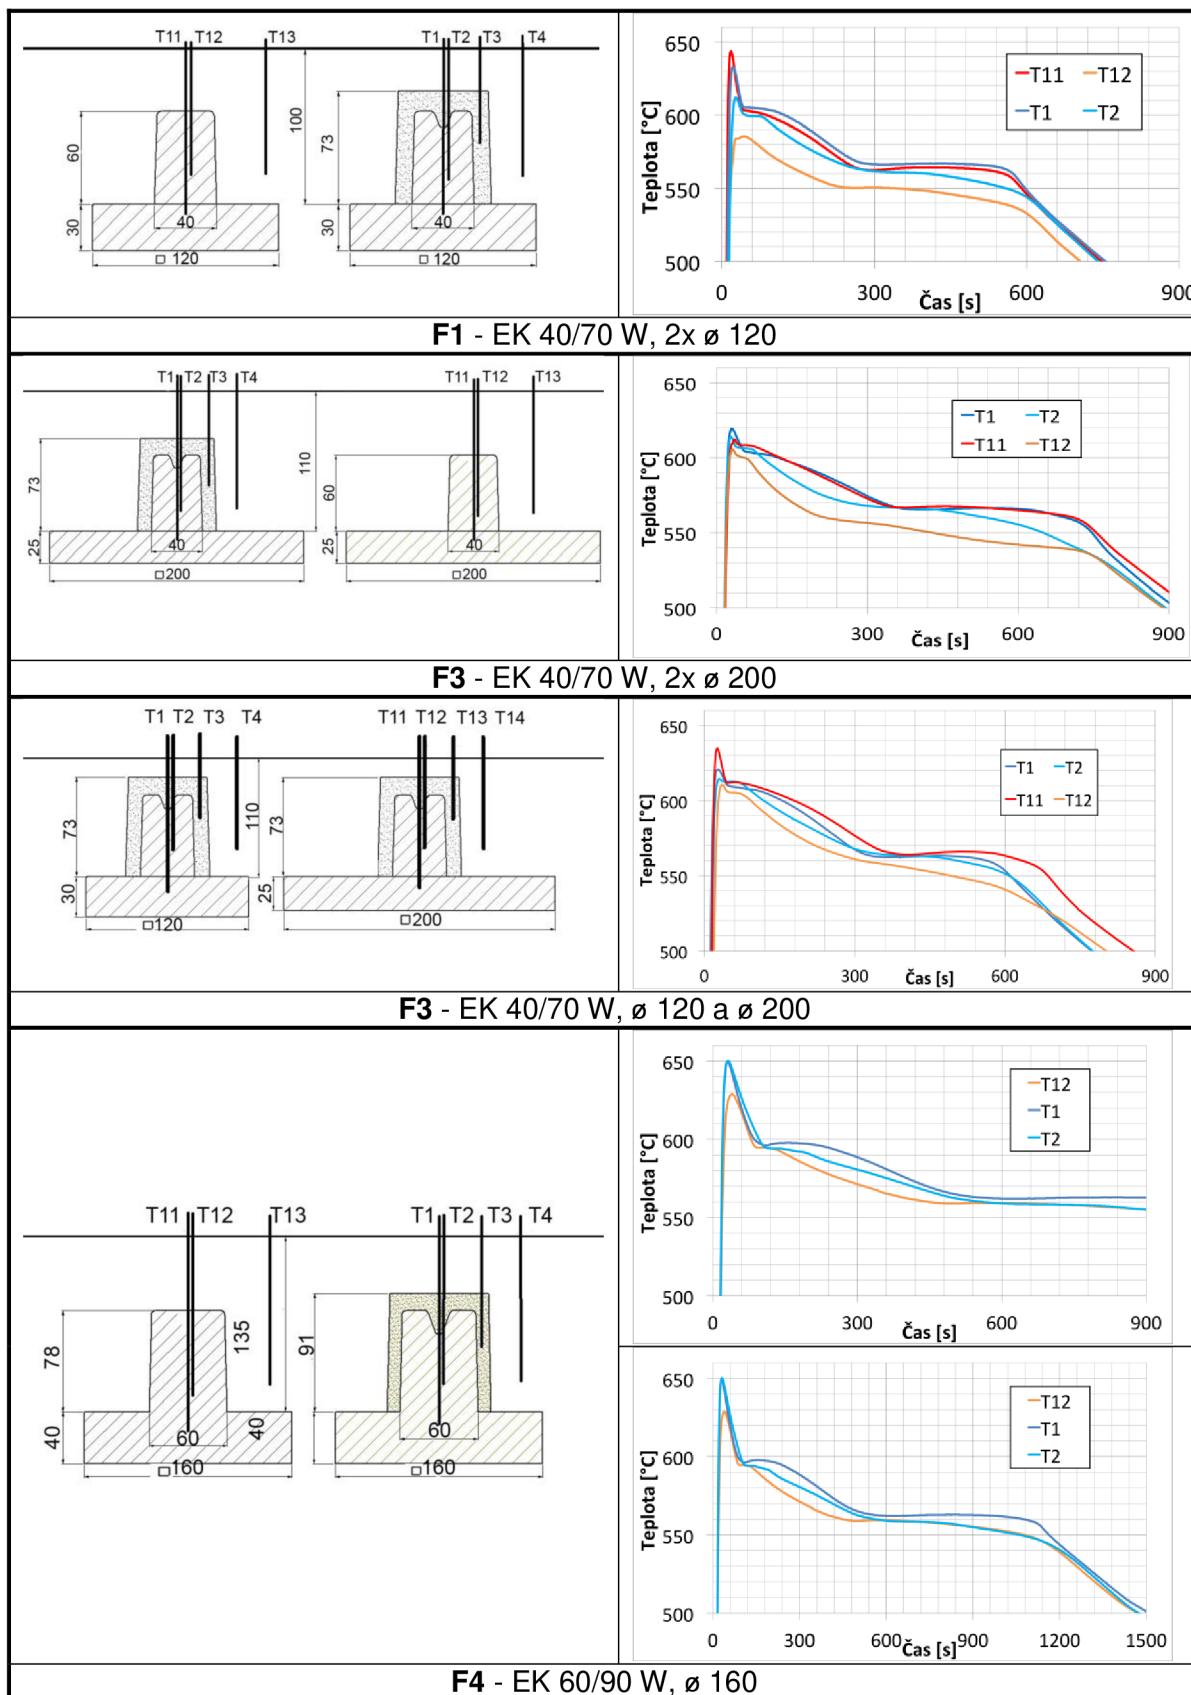 T11 T12 T13 T1 T2 T3 T4
100
60
73
30
40
30
40
□ 120
□ 120
Teplota [°C]
650
600
550
500
T11 T12
T1 T2
0 300 600 900
Čas [s]
F1 - EK 40/70 W, 2x ø 120
T1 T2 T3 T4 T11 T12 T13
73
110
60
25
40
25
40
□200
□200
Teplota [°C]
650
600
550
500
T1 T2
T11 T12
0 300 600 900
Čas [s]
F3 - EK 40/70 W, 2x ø 200
T1 T2 T3 T4 T11 T12 T13 T14
73
110
73
30
25
□120
□200
Teplota [°C]
650
600
550
500
T1 T2
T11 T12
0 300 600 900
Čas [s]
F3 - EK 40/70 W, ø 120 a ø 200
T11 T12 T13 T1 T2 T3 T4
78
135
91
40
60
40
60
□160
□160
Teplota [°C]
650
600
550
500
T12
T1
T2
0 300 600 900
Čas [s]
Teplota [°C]
650
600
550
500
T12
T1
T2
0 300 600 900 1200 1500
Čas [s]
F4 - EK 60/90 W, ø 160